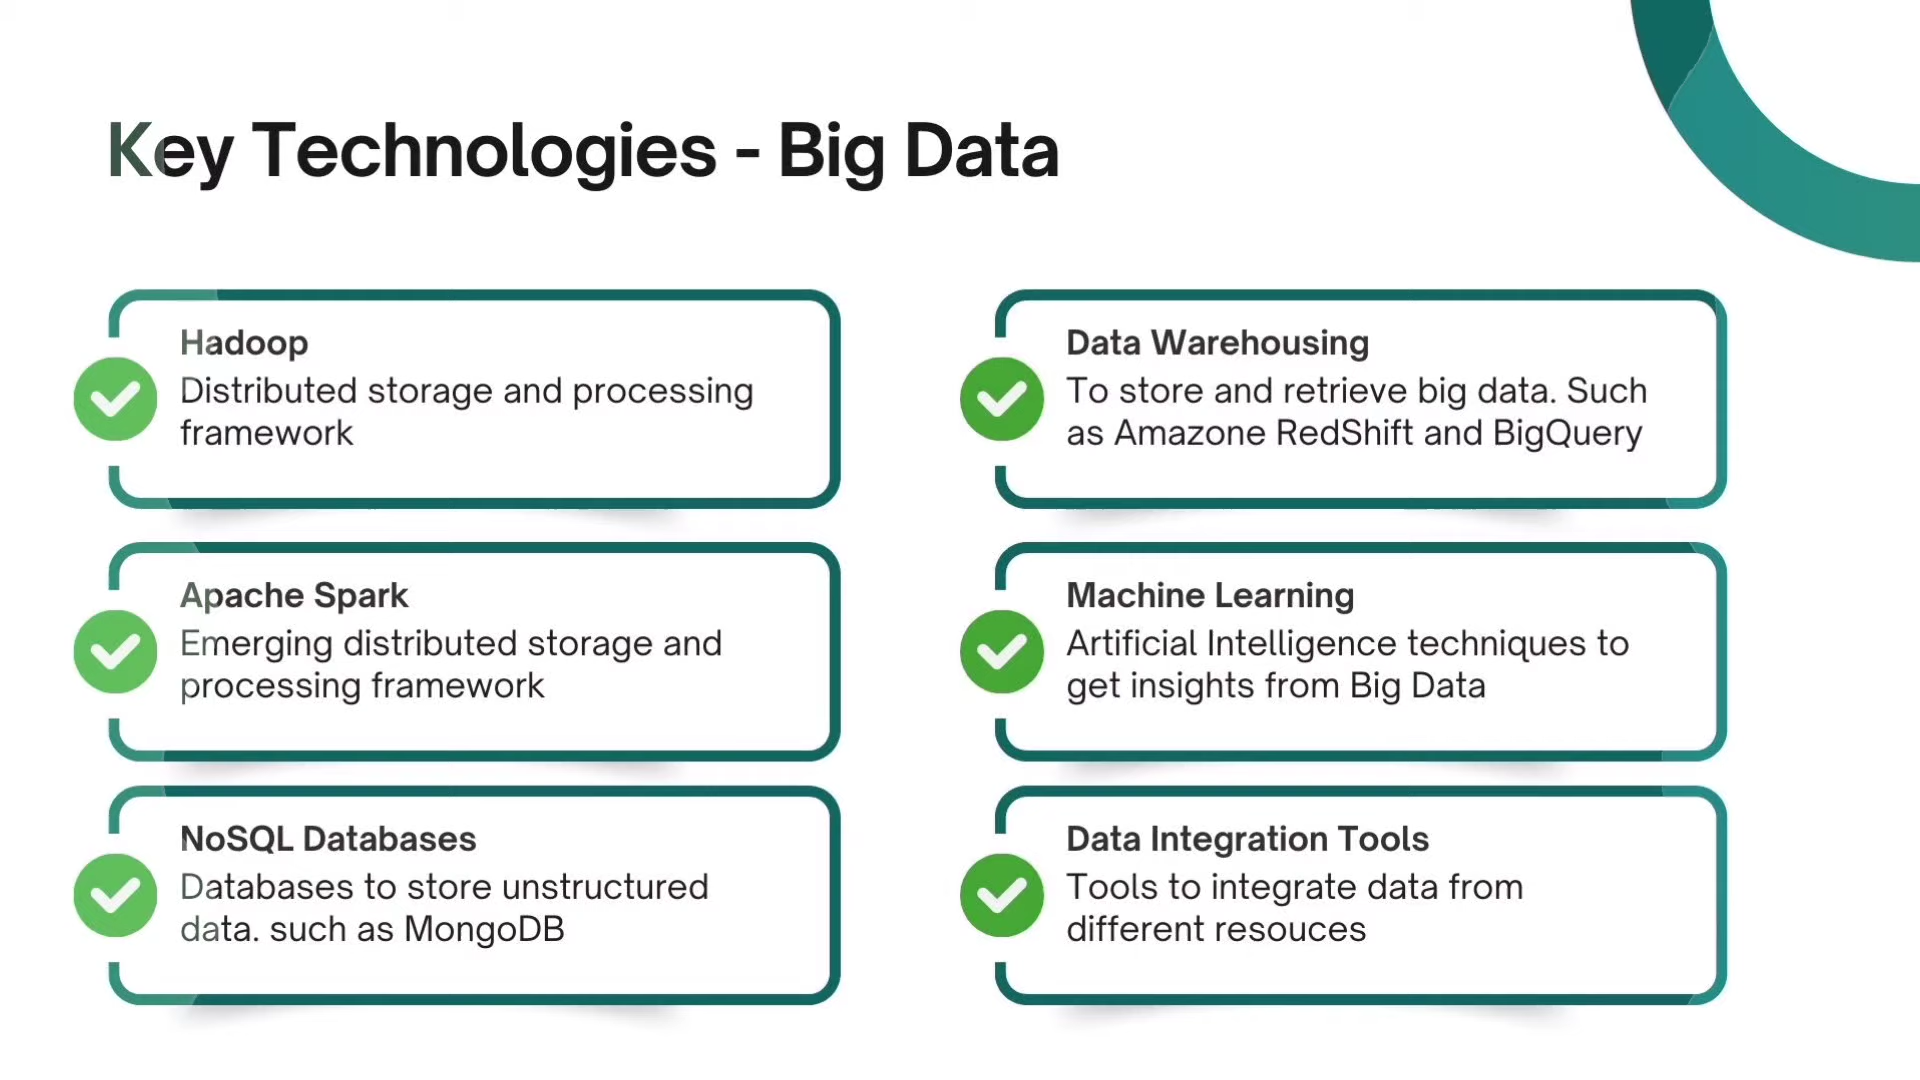 Key Technologies - Big Data
Hadoop
Distributed storage and processing
framework
Apache Spark
Emerging distributed storage and
processing framework
NoSQL Databases
Databases to store unstructured
data. such as MongoDB
Data Warehousing
To store and retrieve big data. Such
as Amazone RedShift and BigQuery
Machine Learning
Artificial Intelligence techniques to
get insights from Big Data
Data Integration Tools
Tools to integrate data from
different resouces